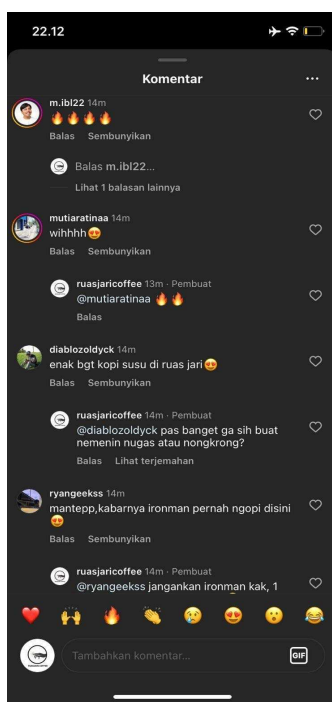 22.12
Komentar
m.ibl22 14m
🔥🔥🔥🔥
Balas Sembunyikan
Balas m.ibl22...
Lihat 1 balasan lainnya
mutiaratinaa 14m
wihhhh😍
Balas Sembunyikan
ruasjaricoffee 13m · Pembuat
@mutiaratinaa 🔥🔥
Balas
diablozoldyck 14m
enak bgt kopi susu di ruas jari😍
Balas Sembunyikan
ruasjaricoffee 14m · Pembuat
@diablozoldyck pas banget ga sih buat
nemenin nugas atau nongkrong?
Balas Lihat terjemahan
ryangeekss 14m
mantepp,kabarnya ironman pernah ngopi disini
😍
Balas Sembunyikan
ruasjaricoffee 14m · Pembuat
@ryangeekss jangankan ironman kak, 1
❤️🙌🔥👏😢😍😮😂
Tambahkan komentar...
GIF